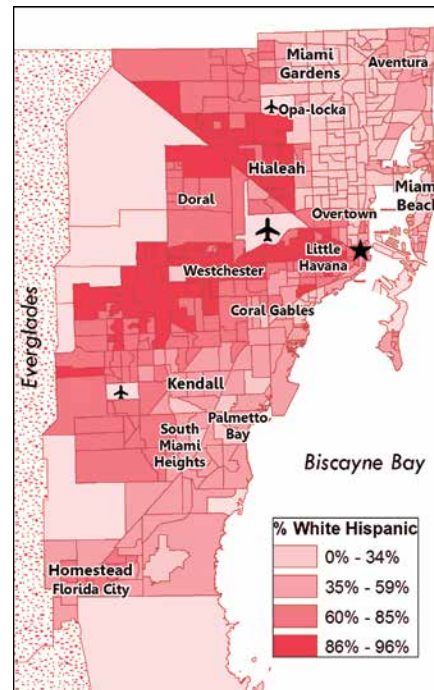 Miami
Gardens
Aventura
Opa-locka
Hialeah
Doral
Miami
Beach
Overtown
Little
Havana
Westchester
Coral Gables
Everglades
Kendall
Palmetto
Bay
South
Miami
Heights
Biscayne Bay
% White Hispanic
0% - 34%
35% - 59%
60% - 85%
86% - 96%
Homestead
Florida City